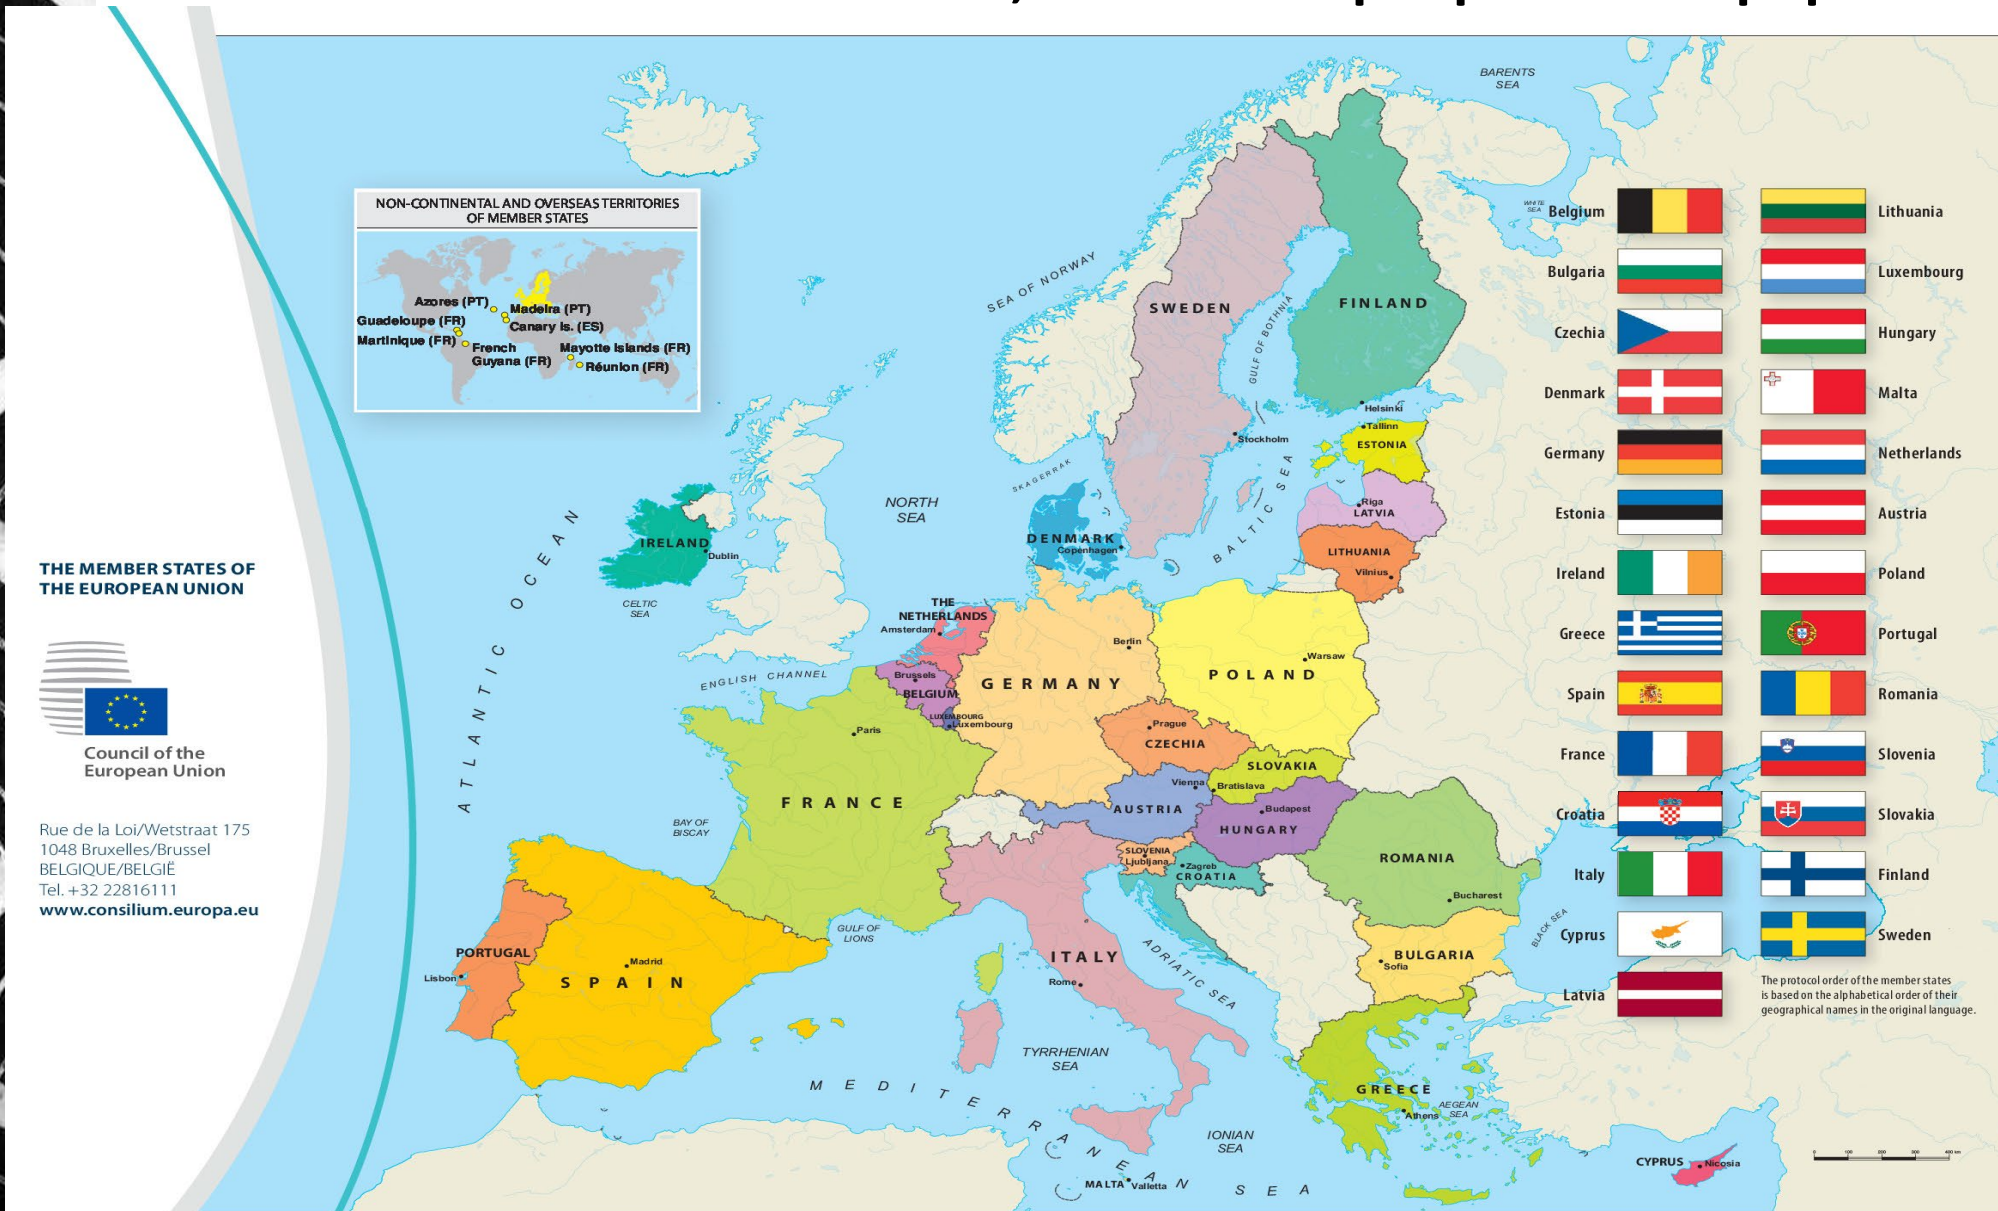 NON-CONTINENTAL AND OVERSEAS TERRITORIES
OF MEMBER STATES
Azores (PT)
Madeira (PT)
Guadeloupe (FR)
Canary Is. (ES)
Martinique (FR)
French
Guyana (FR)
Mayotte Islands (FR)
Réunion (FR)
THE MEMBER STATES OF
THE EUROPEAN UNION
Council of the
European Union
Rue de la Loi/Wetstraat 175
1048 Bruxelles/Brussel
BELGIQUE/BELGIË
Tel. +32 22816111
www.consilium.europa.eu
BARENTS
SEA
WHITE
SEA
SEA OF NORWAY
SWEDEN
FINLAND
GULF OF BOTHNIA
Helsinki
Tallinn
Stockholm
ESTONIA
SKAGERRAK
BALTIC SEA
Riga
LATVIA
NORTH
SEA
ATLANTIC OCEAN
IRELAND
Dublin
DENMARK
Copenhagen
LITHUANIA
Vilnius
CELTIC
SEA
THE
NETHERLANDS
Amsterdam
Berlin
Warsaw
POLAND
GERMANY
ENGLISH CHANNEL
Brussels
BELGIUM
LUXEMBOURG
Luxembourg
Paris
Prague
CZECHIA
SLOVAKIA
Vienna
Bratislava
FRANCE
AUSTRIA
Budapest
HUNGARY
BAY OF
BISCAY
SLOVENIA
Ljubljana
Zagreb
CROATIA
ROMANIA
Bucharest
GULF OF
LIONS
BLACK SEA
PORTUGAL
Lisbon
Madrid
SPAIN
ITALY
Rome
ADRIATIC SEA
BULGARIA
Sofia
TYRRHENIAN
SEA
MEDITERRANEAN SEA
GREECE
Athens
AEGEAN
SEA
IONIAN
SEA
MALTA
Valletta
CYPRUS
Nicosia
Belgium
Bulgaria
Czechia
Denmark
Germany
Estonia
Ireland
Greece
Spain
France
Croatia
Italy
Cyprus
Latvia
Lithuania
Luxembourg
Hungary
Malta
Netherlands
Austria
Poland
Portugal
Romania
Slovenia
Slovakia
Finland
Sweden
The protocol order of the member states
is based on the alphabetical order of their
geographical names in the original language.
0 100 200 300 400 km